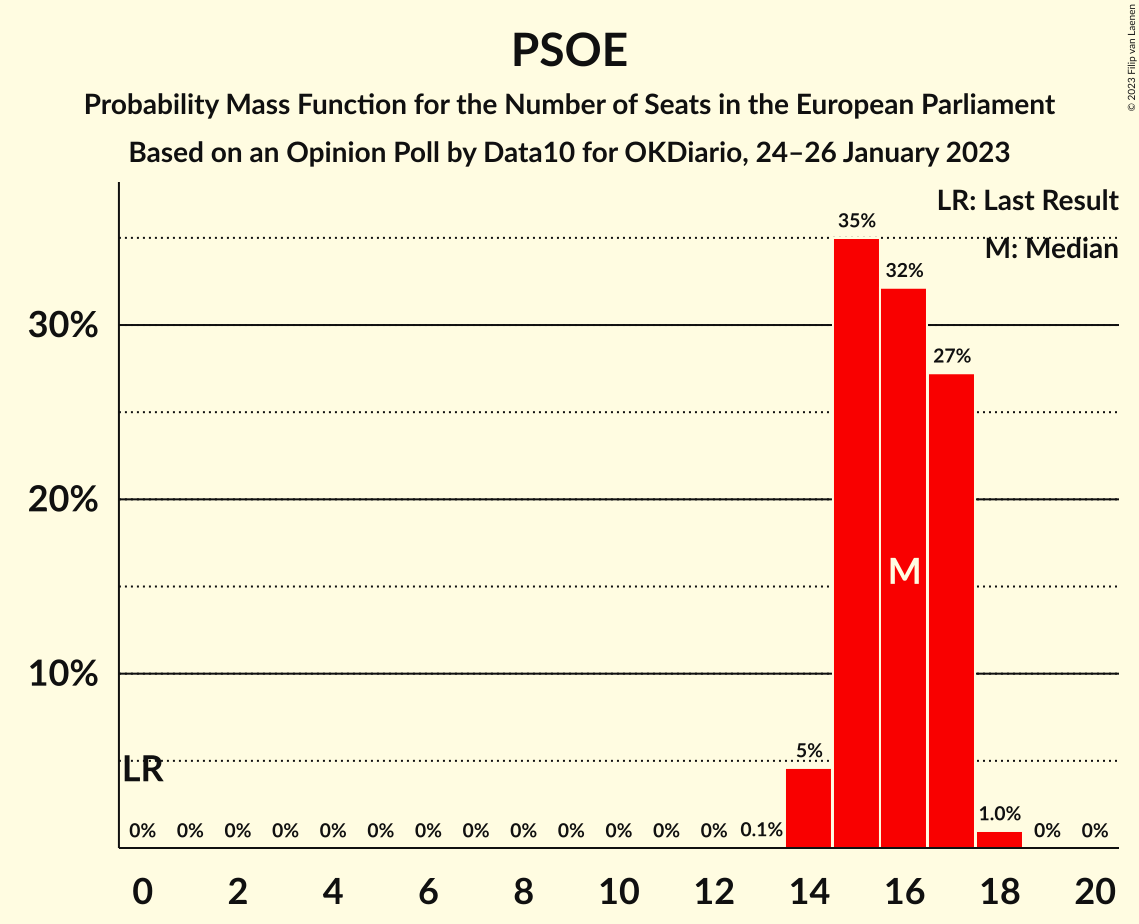 PSOE
Probability Mass Function for the Number of Seats in the European Parliament
Based on an Opinion Poll by Data10 for OKDiario, 24–26 January 2023
© 2023 Filip van Laenen
LR: Last Result
M: Median
35%
32%
27%
5%
1.0%
0% 0% 0% 0% 0% 0% 0% 0% 0% 0% 0% 0% 0% 0.1% 0% 0%
30%
20%
10%
LR
M
0 2 4 6 8 10 12 14 16 18 20